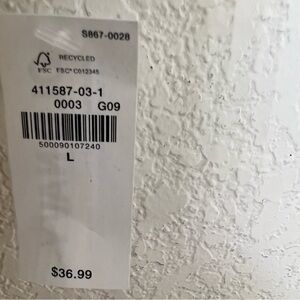 S867-0028
RECYCLED
FSC FSC® C012345
411587-03-1
0003 G09
500090107240
L
$36.99